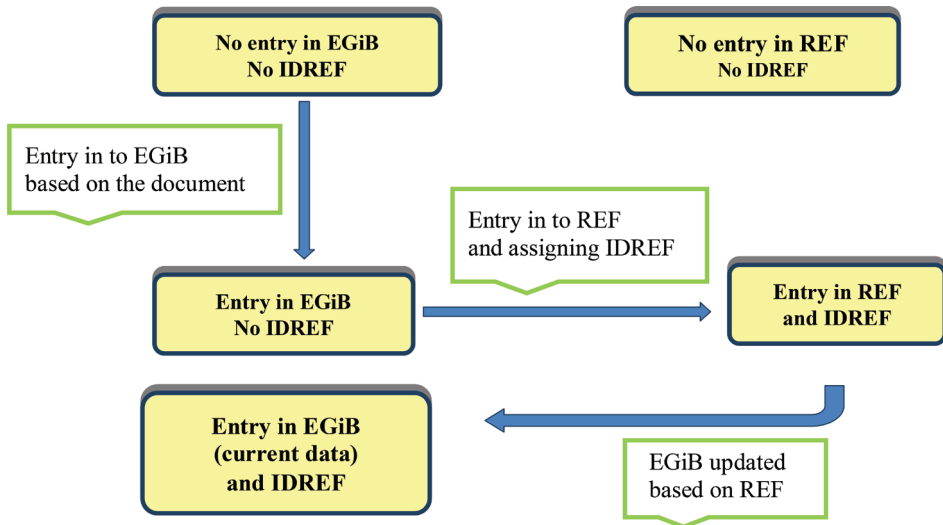 No entry in EGiB
No IDREF
No entry in REF
No IDREF
Entry in to EGiB
based on the document
Entry in to REF
and assigning IDREF
Entry in EGiB
No IDREF
Entry in REF
and IDREF
Entry in EGiB
(current data)
and IDREF
EGiB updated
based on REF